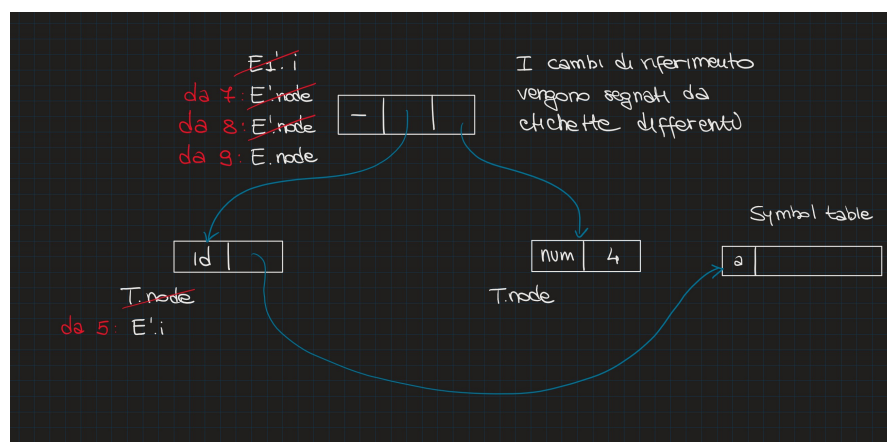 E1'.i
da 7: E'.node
da 8: E'.node
da 9: E.node
-
I cambi di riferimento
vengono segnati da
etichette differenti
Symbol table
id
num 4
a
T.node
da 5: E'.i
T.node